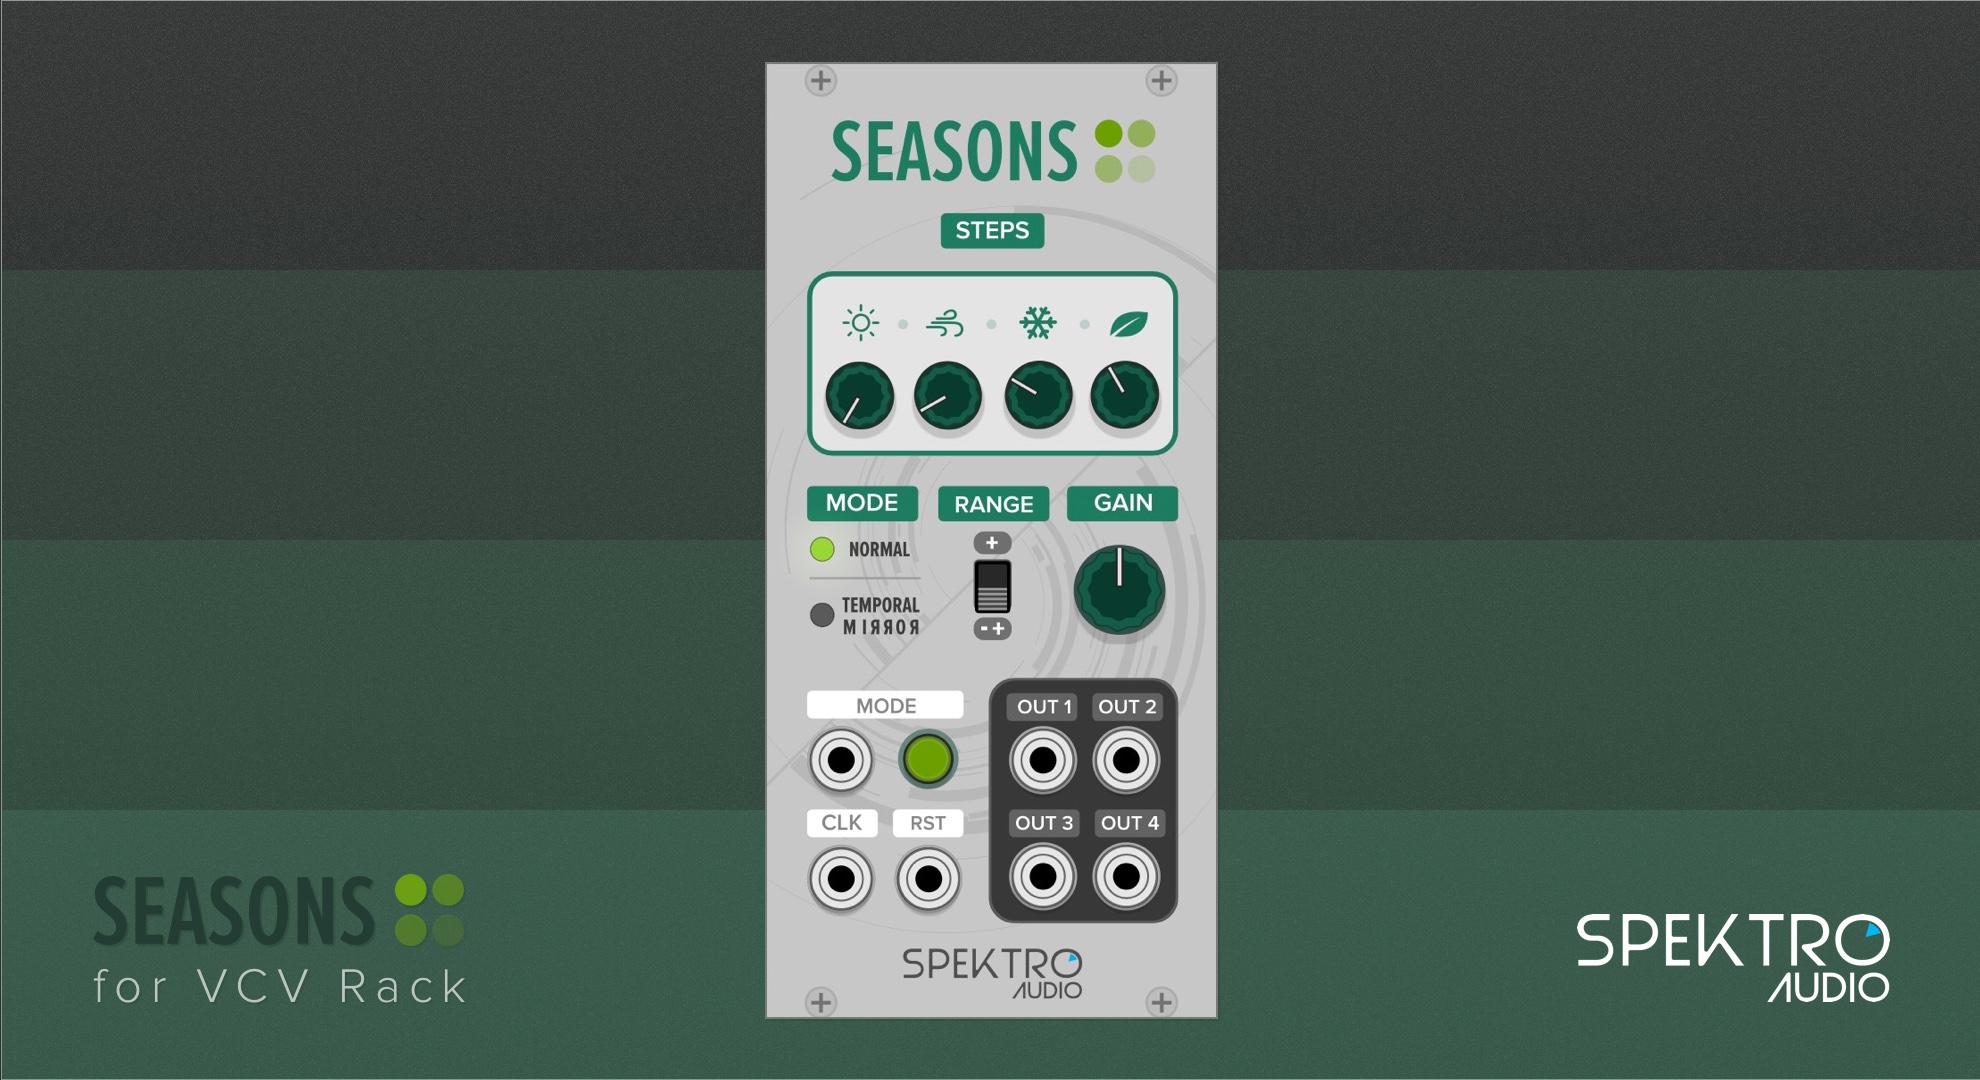 SEASONS
STEPS
MODE RANGE GAIN
+
NORMAL
TEMPORAL
MIRROR
- +
MODE
OUT 1 OUT 2
CLK RST
OUT 3 OUT 4
SPEKTRO
AUDIO
SEASONS
for VCV Rack
SPEKTRO
AUDIO